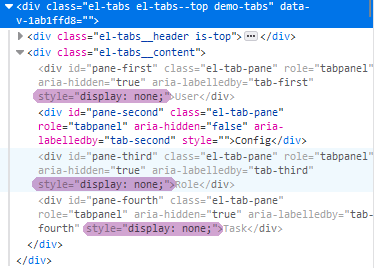 <div class="el-tabs el-tabs--top demo-tabs" data-
v-1ab1ffd8="">
<div class="el-tabs__header is-top"> ··· </div>
<div class="el-tabs__content">
<div id="pane-first" class="el-tab-pane" role="tabpanel"
aria-hidden="true" aria-labelledby="tab-first"
style="display: none;">User</div>
<div id="pane-second" class="el-tab-pane"
role="tabpanel" aria-hidden="false" aria-
labelledby="tab-second" style="">Config</div>
<div id="pane-third" class="el-tab-pane" role="tabpanel"
aria-hidden="true" aria-labelledby="tab-third"
style="display: none;">Role</div>
<div id="pane-fourth" class="el-tab-pane"
role="tabpanel" aria-hidden="true" aria-labelledby="tab-
fourth" style="display: none;">Task</div>
</div>
</div>